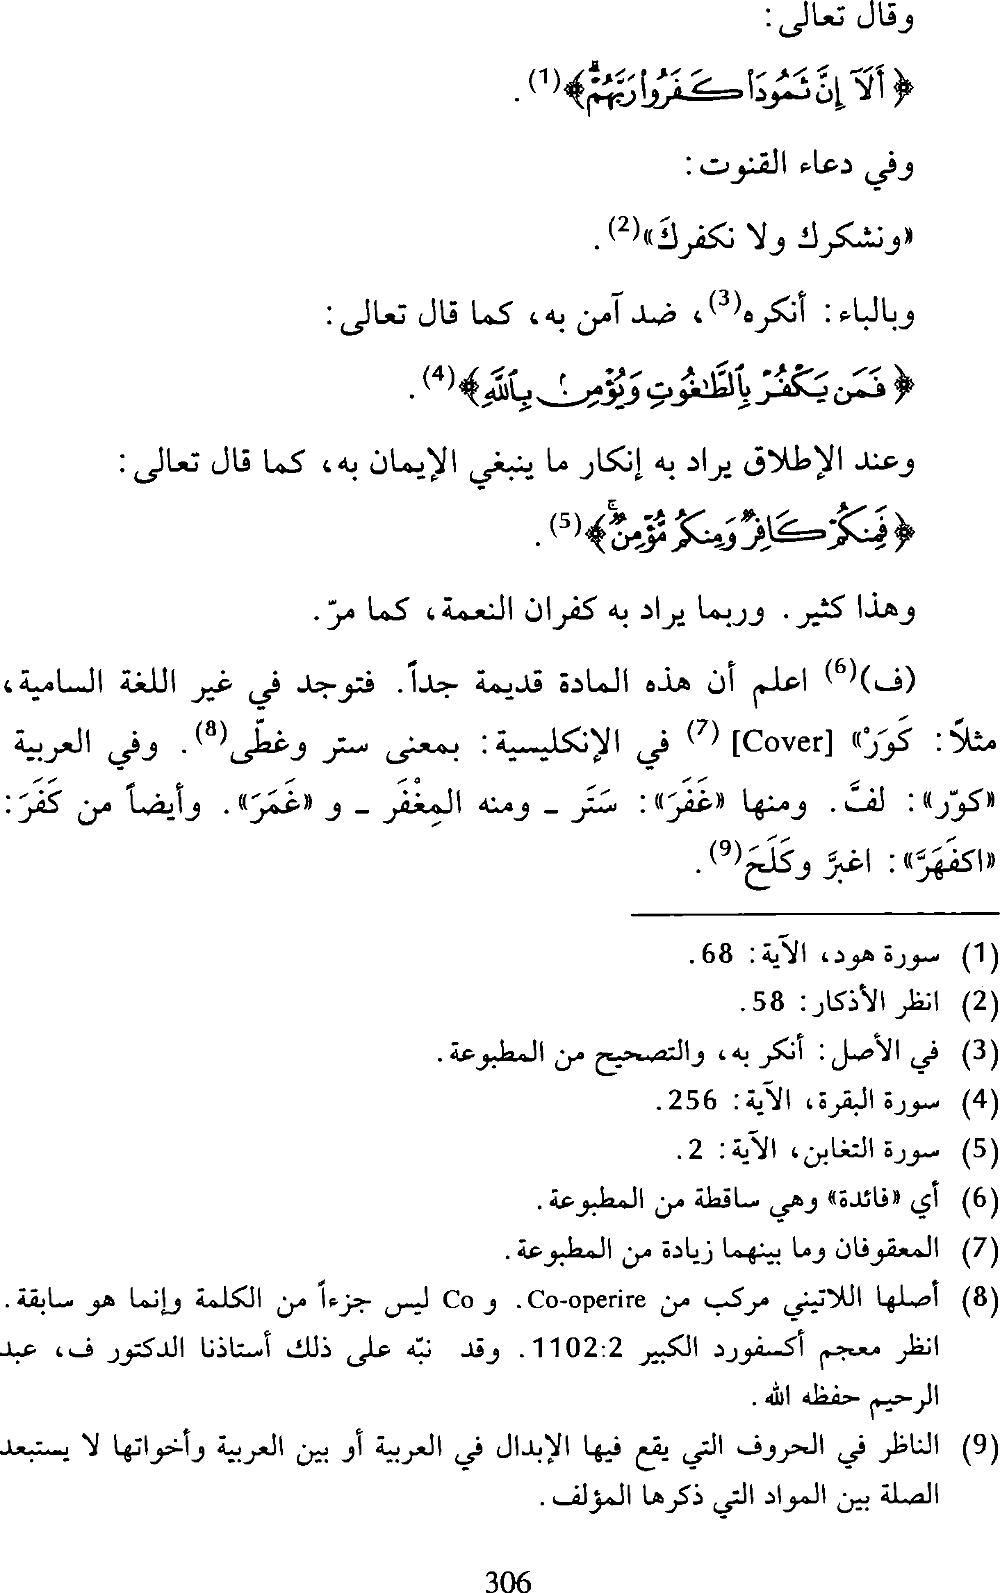 وقال تعالى :
﴿ أَلَآ إِنَّ ثَمُودَا۟ كَفَرُوا۟ رَبَّهُمْ ۗ ﴾(1) .
وفي دعاء القنوت :
«ونشكرك ولا نكفركَ»(2) .
وبالباء : أنكره(3)، ضد آمن به، كما قال تعالى :
﴿ فَمَن يَكْفُرْ بِٱلطَّـٰغُوتِ وَيُؤْمِنۢ بِٱللَّهِ ﴾(4) .
وعند الإطلاق يراد به إنكار ما ينبغي الإيمان به، كما قال تعالى :
﴿ فَمِنكُمْ كَافِرٌ وَمِنكُم مُّؤْمِنٌ ۚ ﴾(5) .
وهذا كثير . وربما يراد به كفران النعمة، كما مرّ.
(ف)(6) اعلم أن هذه المادة قديمة جداً. فتوجد في غير اللغة السامية،
مثلاً: «كَوَرْ» [Cover] (7) في الإنكليسية: بمعنى ستر وغطّى(8). وفي العربية
«كوّر»: لفَّ. ومنها «غَفَرَ»: سَتَر ـ ومنه المِغْفَر ـ و «غَمَرَ». وأيضاً من كَفَرَ:
«اكفَهَرَّ»: اغبرَّ وكَلَحَ(9) .
(1) سورة هود، الآية: 68.
(2) انظر الأذكار: 58.
(3) في الأصل: أنكر به، والتصحيح من المطبوعة.
(4) سورة البقرة، الآية: 256.
(5) سورة التغابن، الآية: 2.
(6) أي «فائدة» وهي ساقطة من المطبوعة.
(7) المعقوفان وما بينهما زيادة من المطبوعة.
(8) أصلها اللاتيني مركب من Co-operire. و Co ليس جزءاً من الكلمة وإنما هو سابقة.
انظر معجم أكسفورد الكبير 1102:2. وقد نبّه على ذلك أستاذنا الدكتور ف، عبد
الرحيم حفظه الله.
(9) الناظر في الحروف التي يقع فيها الإبدال في العربية أو بين العربية وأخواتها لا يستبعد
الصلة بين المواد التي ذكرها المؤلف.
306